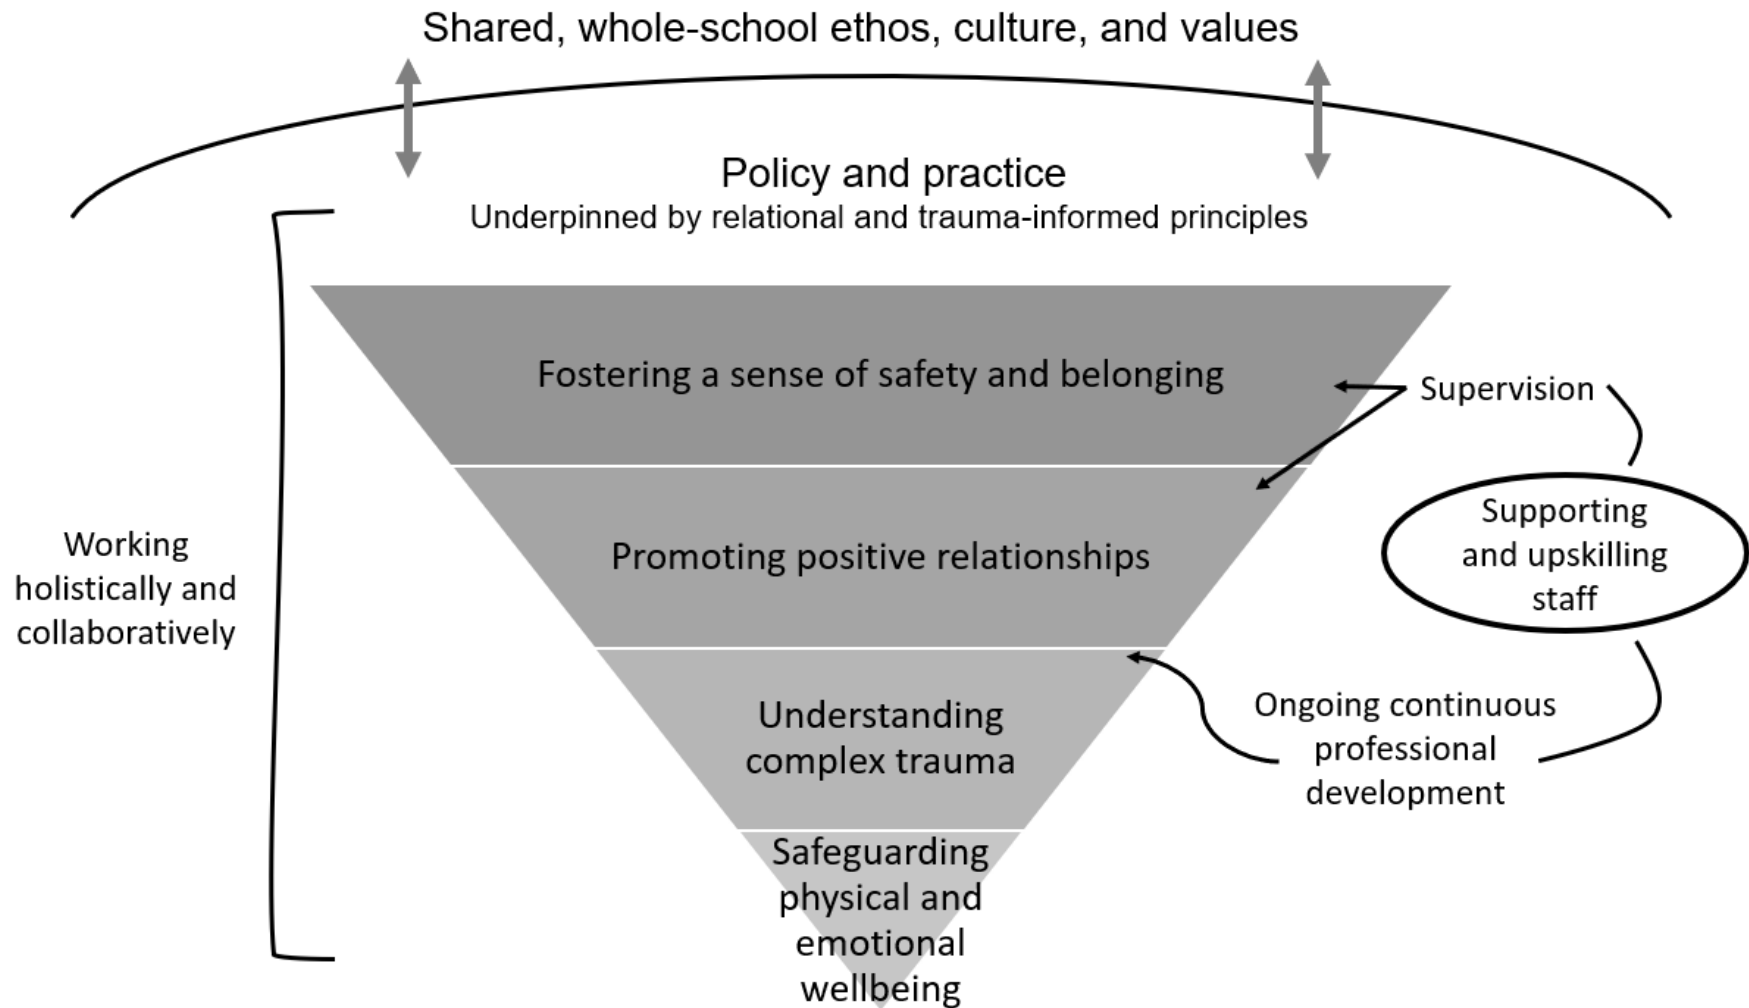 Shared, whole-school ethos, culture, and values
Policy and practice
Underpinned by relational and trauma-informed principles
Fostering a sense of safety and belonging
Supervision
Promoting positive relationships
Supporting
and upskilling
staff
Working
holistically and
collaboratively
Understanding
complex trauma
Ongoing continuous
professional
development
Safeguarding
physical and
emotional
wellbeing